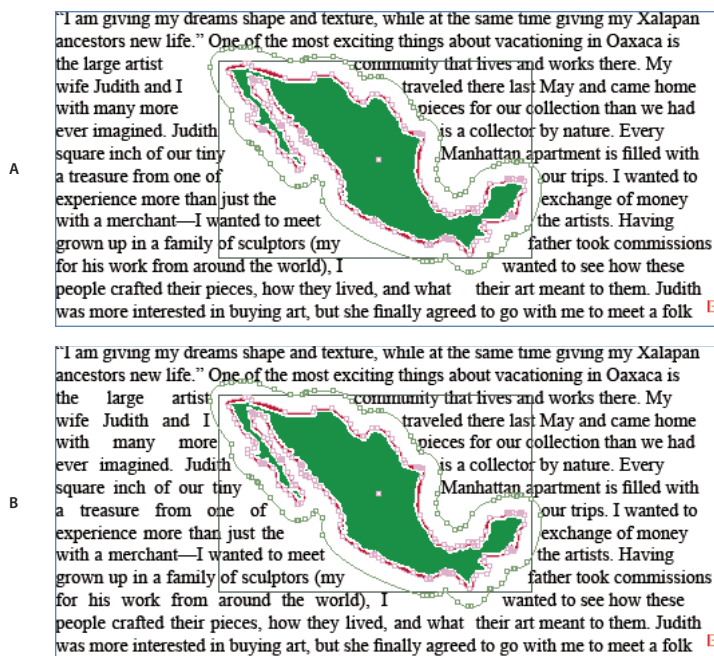 "I am giving my dreams shape and texture, while at the same time giving my Xalapan
ancestors new life." One of the most exciting things about vacationing in Oaxaca is
the large artist community that lives and works there. My
wife Judith and I traveled there last May and came home
with many more pieces for our collection than we had
ever imagined. Judith is a collector by nature. Every
square inch of our tiny Manhattan apartment is filled with
a treasure from one of our trips. I wanted to
experience more than just the exchange of money
with a merchant—I wanted to meet the artists. Having
grown up in a family of sculptors (my father took commissions
for his work from around the world), I wanted to see how these
people crafted their pieces, how they lived, and what their art meant to them. Judith
was more interested in buying art, but she finally agreed to go with me to meet a folk
A
"I am giving my dreams shape and texture, while at the same time giving my Xalapan
ancestors new life." One of the most exciting things about vacationing in Oaxaca is
the large artist community that lives and works there. My
wife Judith and I traveled there last May and came home
with many more pieces for our collection than we had
ever imagined. Judith is a collector by nature. Every
square inch of our tiny Manhattan apartment is filled with
a treasure from one of our trips. I wanted to
experience more than just the exchange of money
with a merchant—I wanted to meet the artists. Having
grown up in a family of sculptors (my father took commissions
for his work from around the world), I wanted to see how these
people crafted their pieces, how they lived, and what their art meant to them. Judith
was more interested in buying art, but she finally agreed to go with me to meet a folk
B